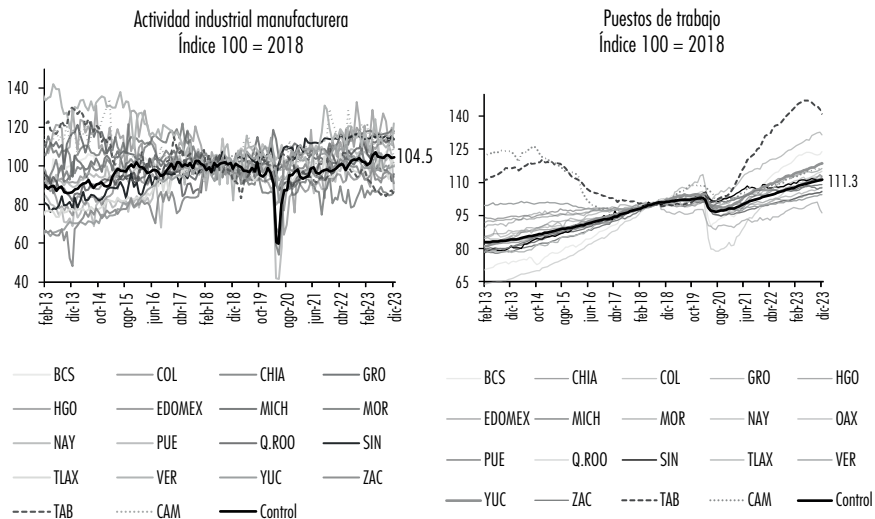 Actividad industrial manufacturera
Índice 100 = 2018
140
120
100
80
60
40
104.5
feb-13
dic-13
oct-14
ago-15
jun-16
abr-17
feb-18
dic-18
oct-19
ago-20
jun-21
abr-22
feb-23
dic-23
BCS COL CHIA GRO
HGO EDOMEX MICH MOR
NAY PUE Q.ROO SIN
TLAX VER YUC ZAC
TAB CAM Control
Puestos de trabajo
Índice 100 = 2018
140
125
110
95
80
65
111.3
feb-13
dic-13
oct-14
ago-15
jun-16
abr-17
feb-18
dic-18
oct-19
ago-20
jun-21
abr-22
feb-23
dic-23
BCS CHIA COL GRO HGO
EDOMEX MICH MOR NAY OAX
PUE Q.ROO SIN TLAX VER
YUC ZAC TAB CAM Control